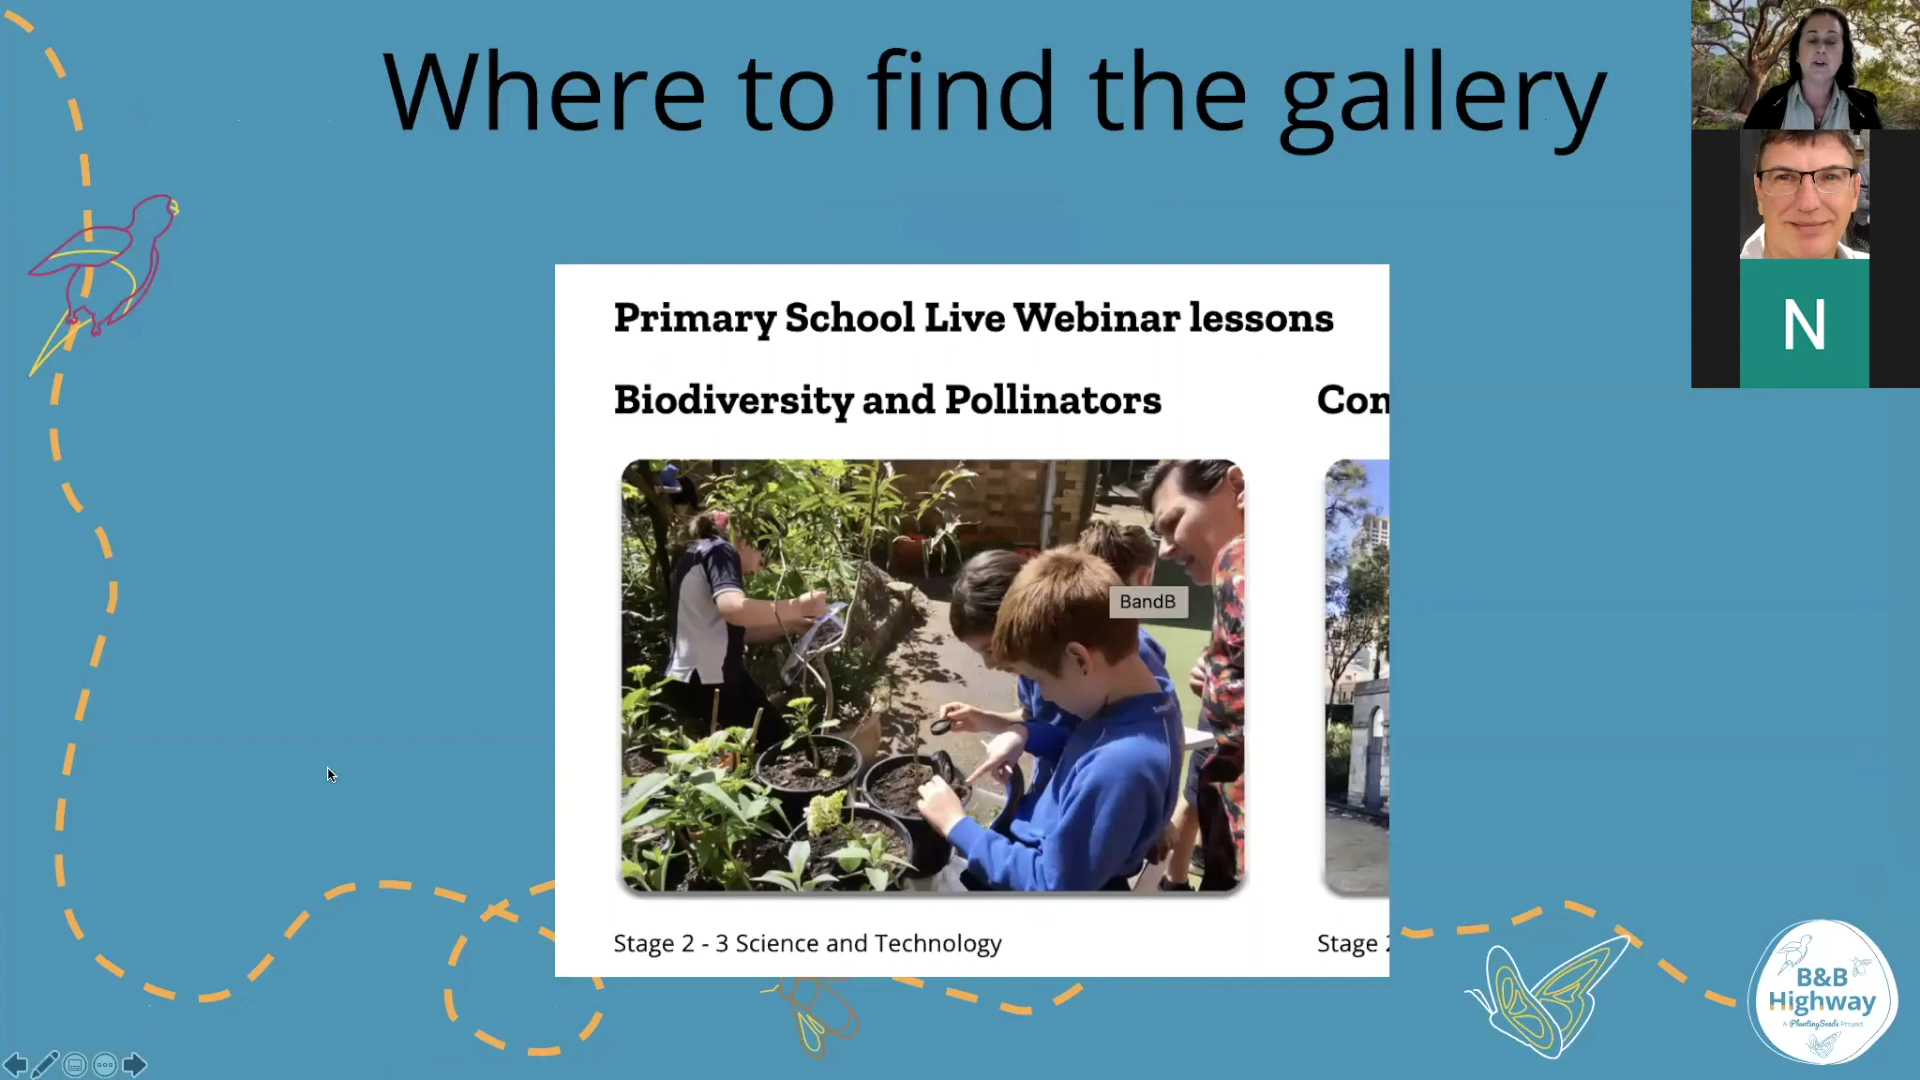 Where to find the gallery
N
Primary School Live Webinar lessons
Biodiversity and Pollinators
Con
BandB
Stage 2 - 3 Science and Technology
Stage 2
B&B
Highway
A PlantingSeeds Project